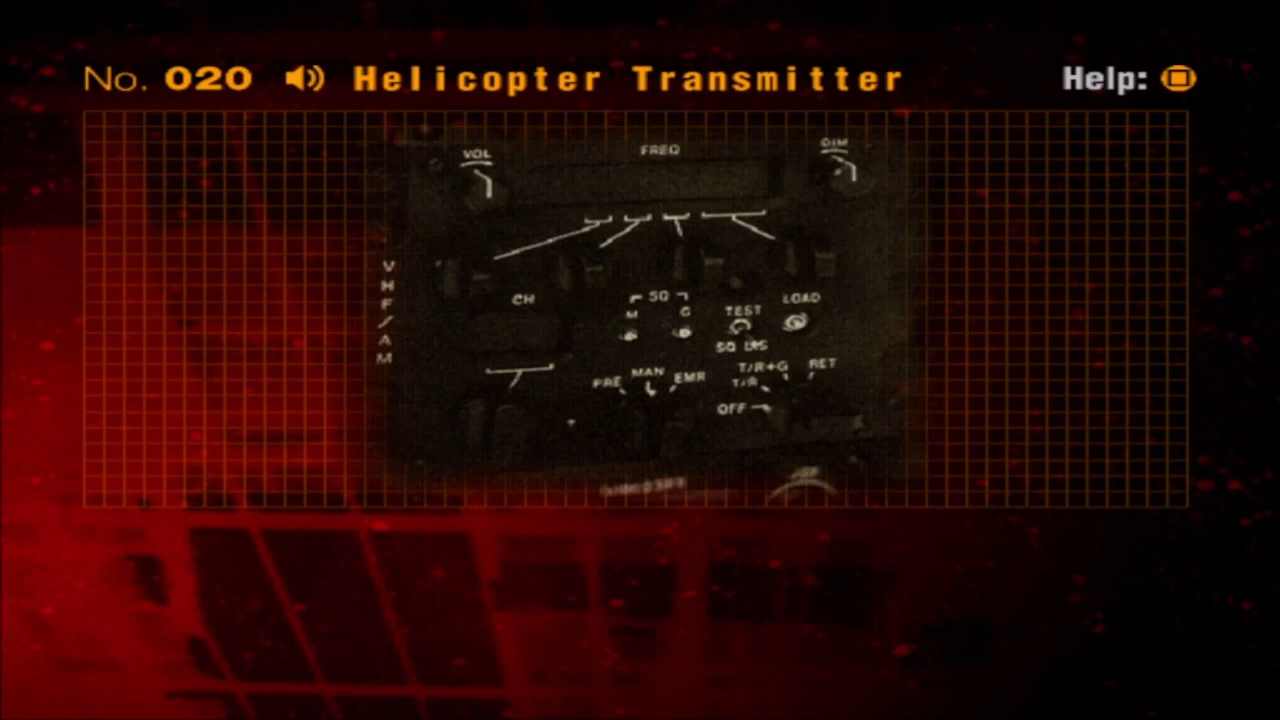 No. 020 Helicopter Transmitter Help:
VOL FREQ DIM
VHF/AM
CH SQ LOAD
M G TEST
SQ DIS
PRE MAN EMR T/R+G RET
T/R
OFF